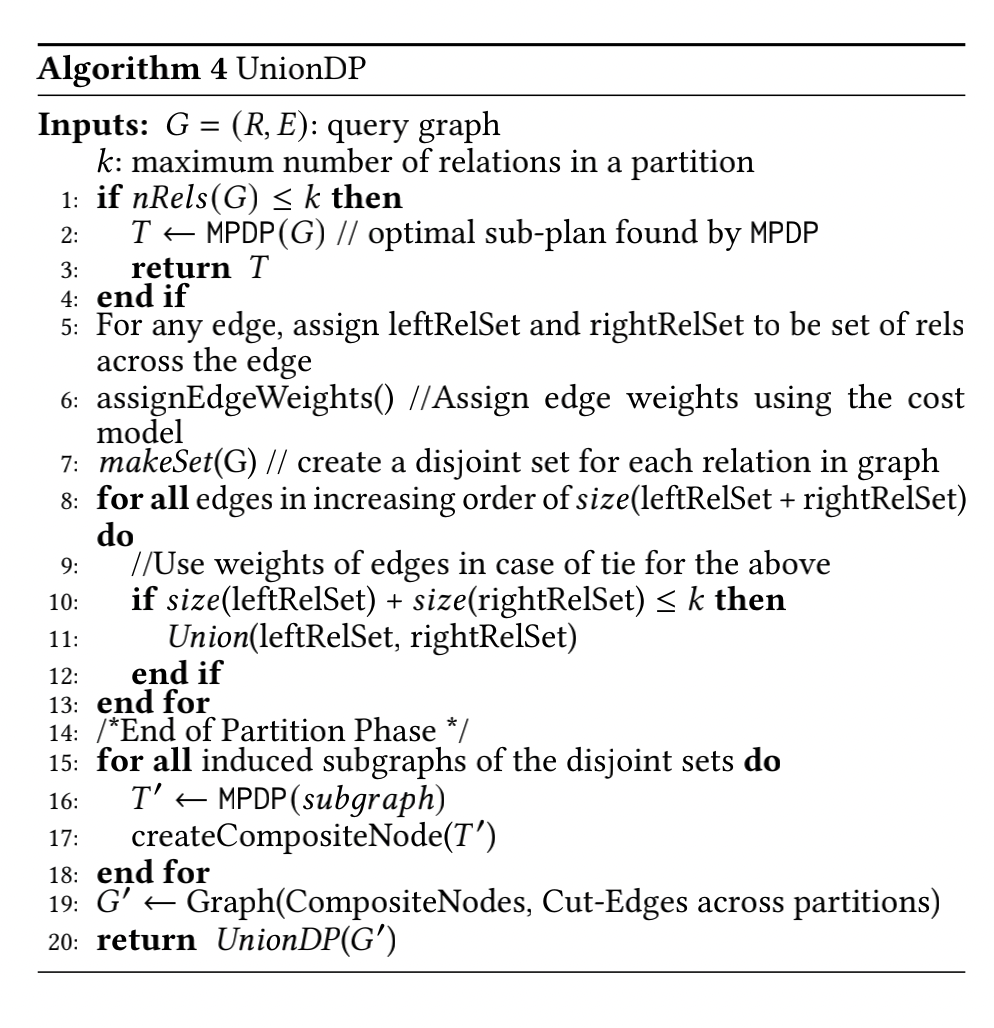 Algorithm 4 UnionDP
Inputs: G = (R, E): query graph
k: maximum number of relations in a partition
1: if nRels(G) ≤ k then
2: T ← MPDP(G) // optimal sub-plan found by MPDP
3: return T
4: end if
5: For any edge, assign leftRelSet and rightRelSet to be set of rels
across the edge
6: assignEdgeWeights() //Assign edge weights using the cost
model
7: makeSet(G) // create a disjoint set for each relation in graph
8: for all edges in increasing order of size(leftRelSet + rightRelSet)
do
9: //Use weights of edges in case of tie for the above
10: if size(leftRelSet) + size(rightRelSet) ≤ k then
11: Union(leftRelSet, rightRelSet)
12: end if
13: end for
14: /*End of Partition Phase */
15: for all induced subgraphs of the disjoint sets do
16: T′ ← MPDP(subgraph)
17: createCompositeNode(T′)
18: end for
19: G′ ← Graph(CompositeNodes, Cut-Edges across partitions)
20: return UnionDP(G′)